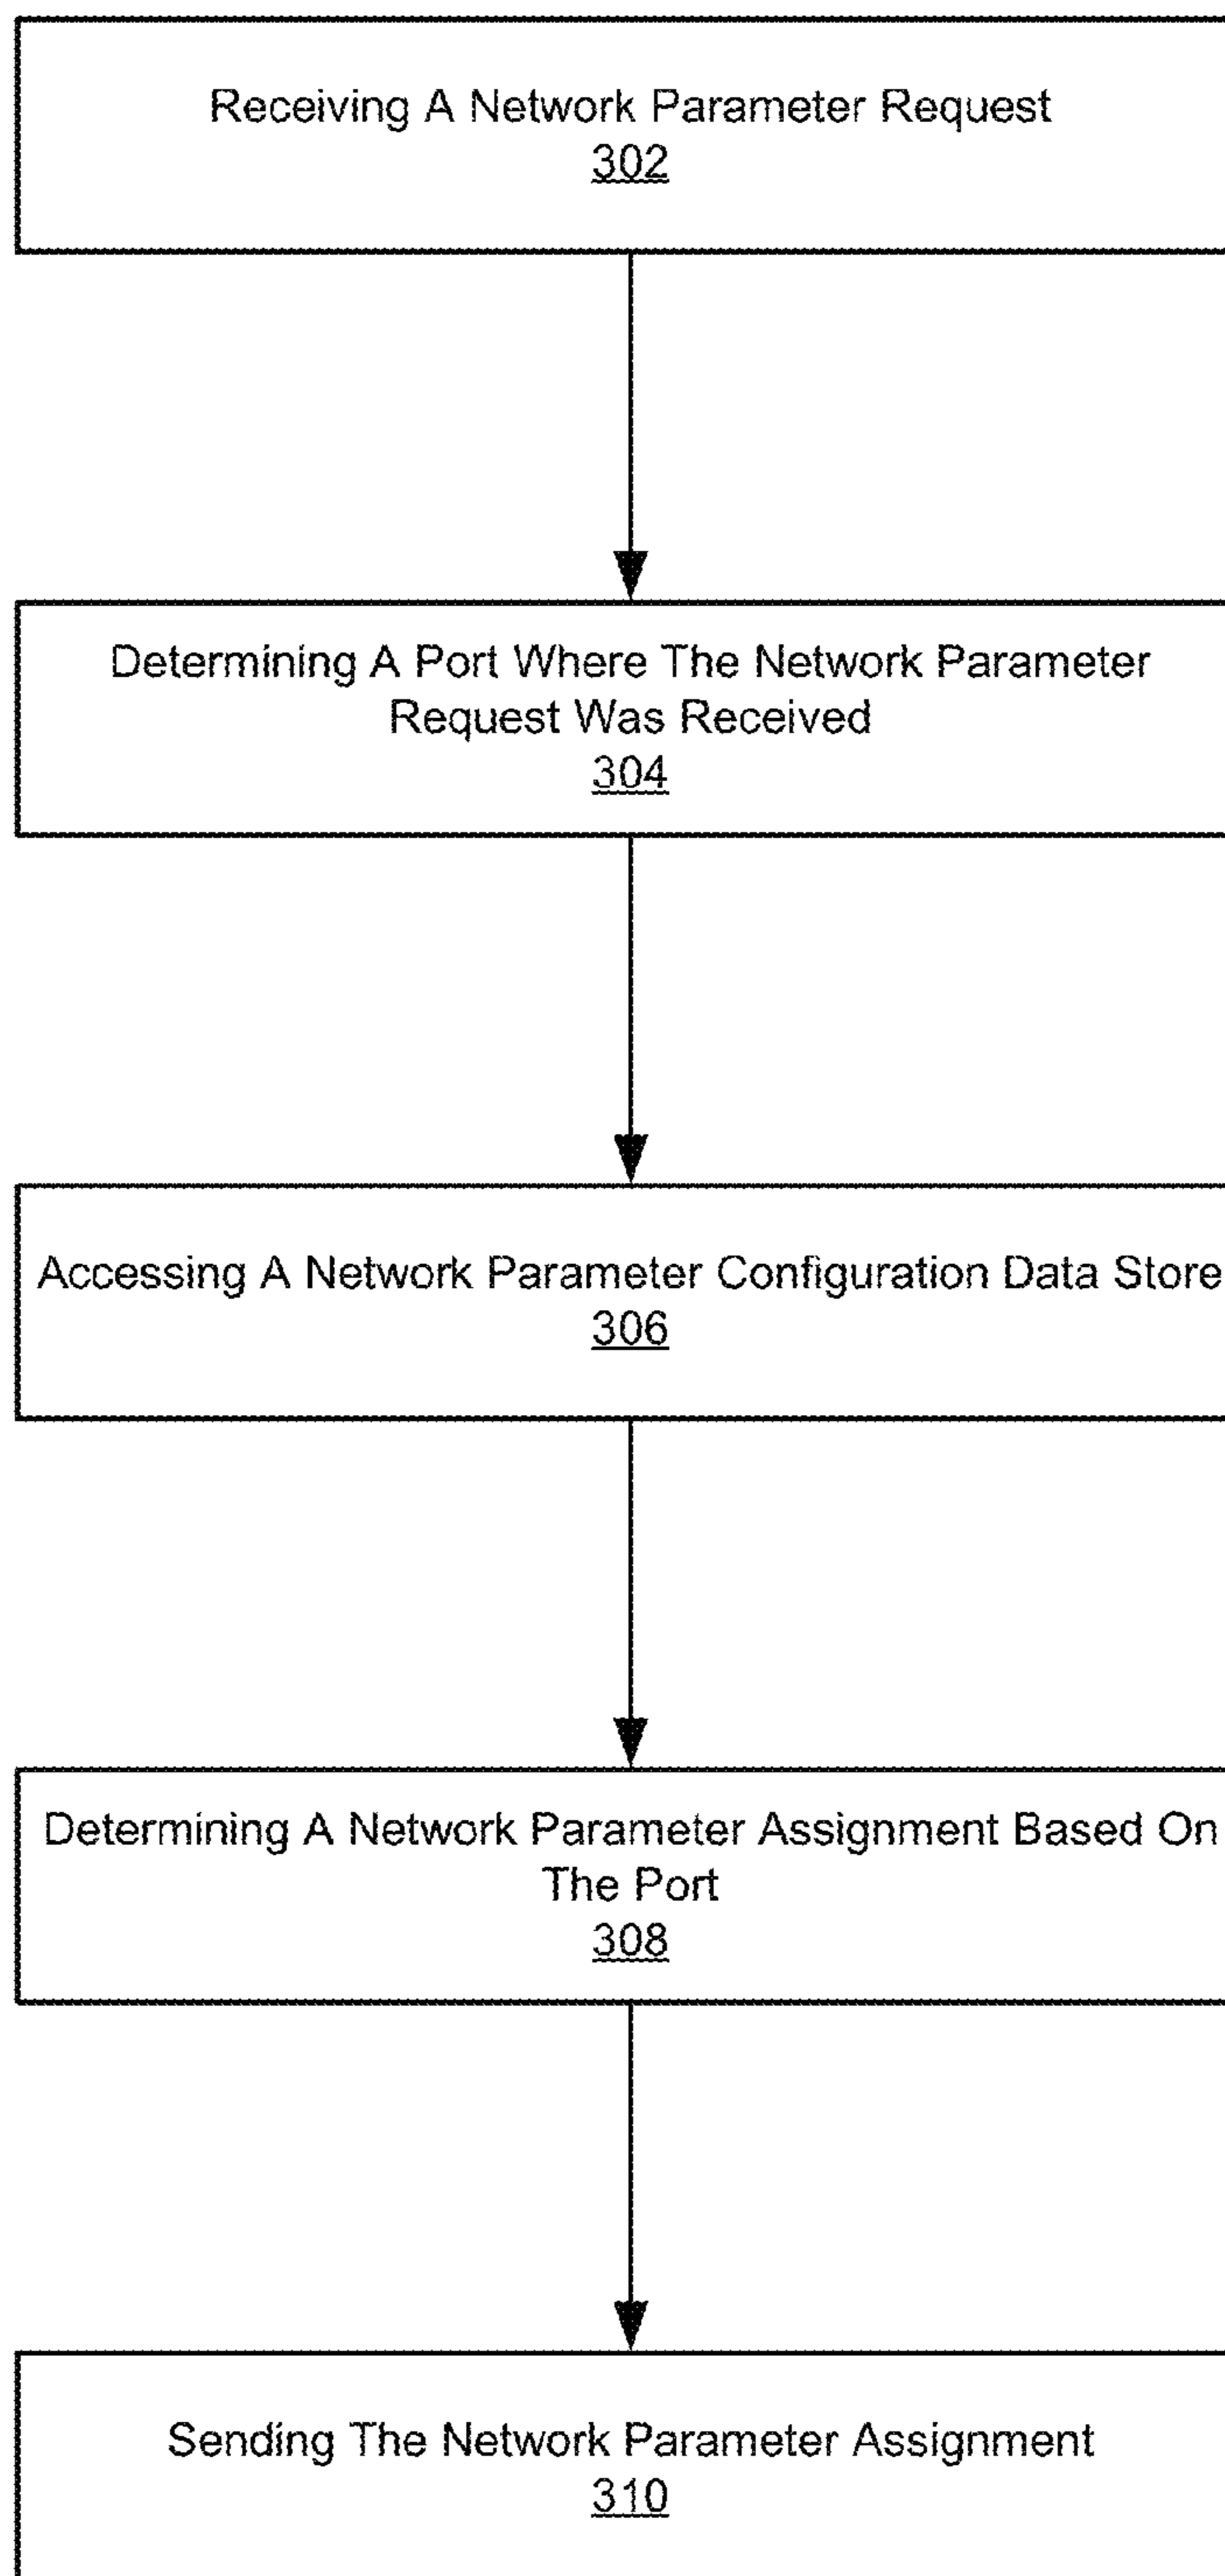 Receiving A Network Parameter Request
302
Determining A Port Where The Network Parameter
Request Was Received
304
Accessing A Network Parameter Configuration Data Store
306
Determining A Network Parameter Assignment Based On
The Port
308
Sending The Network Parameter Assignment
310